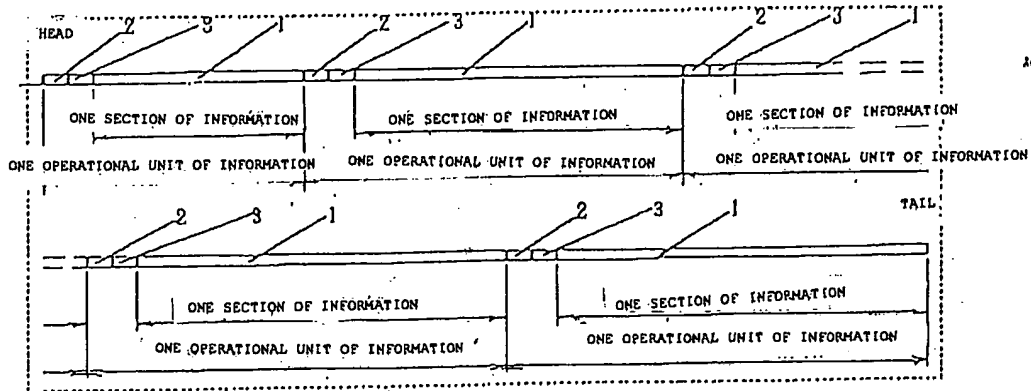 HEAD
2 3 1 2 3 1 2 3 1
ONE SECTION OF INFORMATION ONE SECTION OF INFORMATION ONE SECTION OF INFORMATION
ONE OPERATIONAL UNIT OF INFORMATION ONE OPERATIONAL UNIT OF INFORMATION ONE OPERATIONAL UNIT OF INFORMATION
TAIL
2 3 1 2 3 1
ONE SECTION OF INFORMATION ONE SECTION OF INFORMATION
ONE OPERATIONAL UNIT OF INFORMATION ONE OPERATIONAL UNIT OF INFORMATION